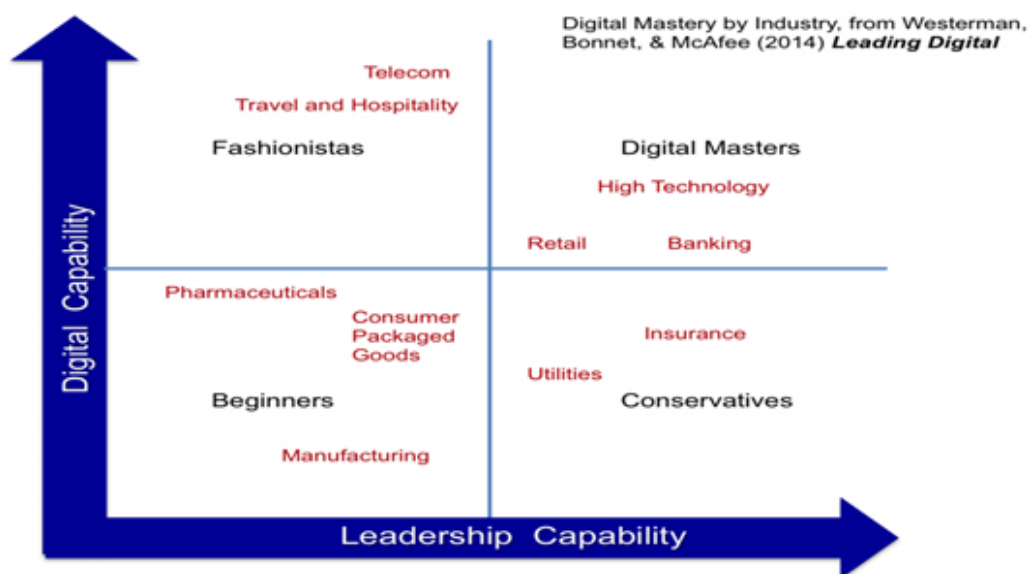 Digital Mastery by Industry, from Westerman,
Bonnet, & McAfee (2014) Leading Digital
Telecom
Travel and Hospitality
Fashionistas
Digital Masters
High Technology
Retail
Banking
Digital Capability
Pharmaceuticals
Consumer
Packaged
Goods
Insurance
Utilities
Beginners
Conservatives
Manufacturing
Leadership Capability